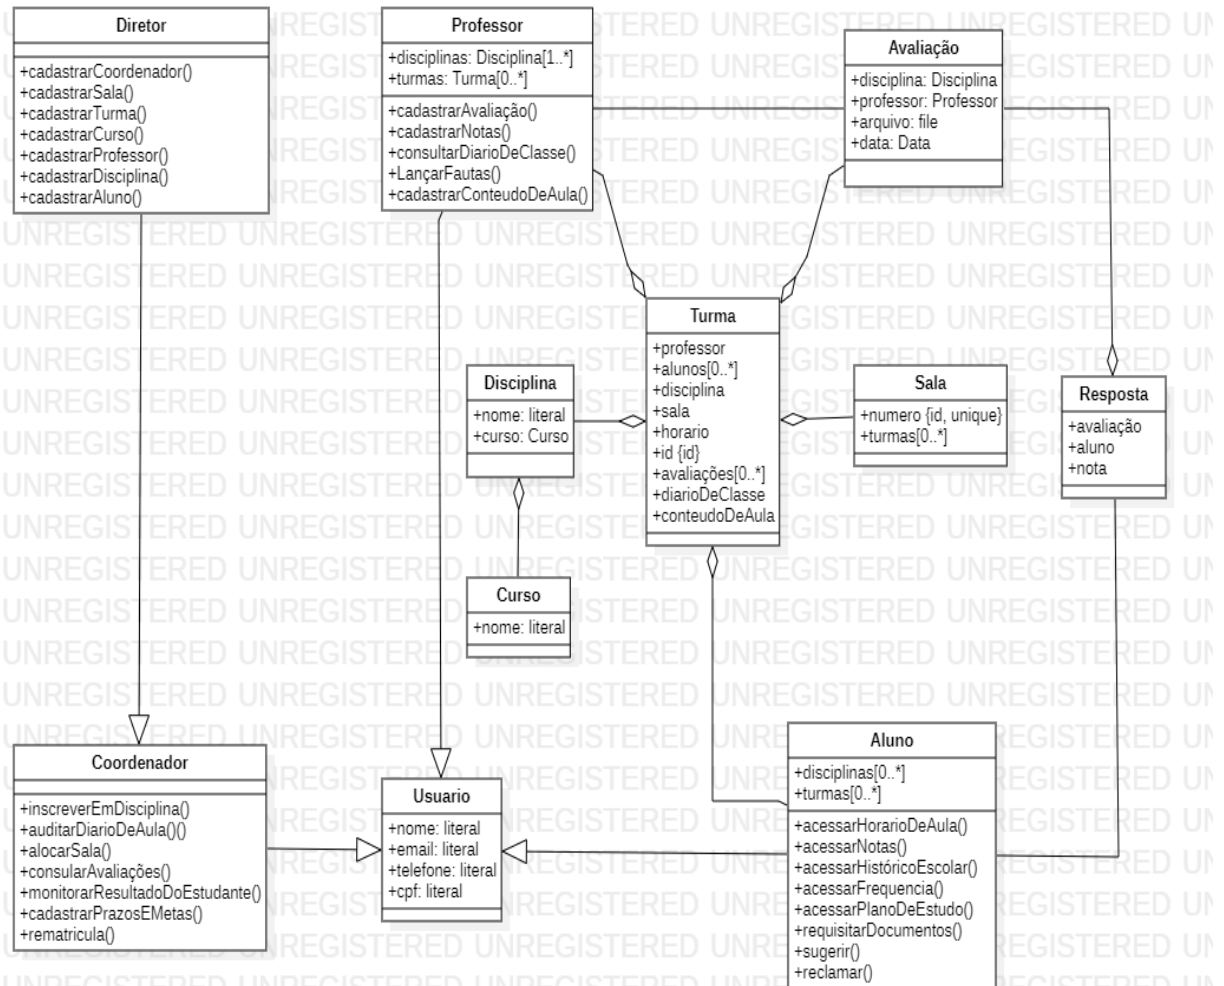 Diretor
+cadastrarCoordenador()
+cadastrarSala()
+cadastrarTurma()
+cadastrarCurso()
+cadastrarProfessor()
+cadastrarDisciplina()
+cadastrarAluno()
Professor
+disciplinas: Disciplina[1..*]
+turmas: Turma[0..*]
+cadastrarAvaliação()
+cadastrarNotas()
+consultarDiarioDeClasse()
+LançarFautas()
+cadastrarConteudoDeAula()
Avaliação
+disciplina: Disciplina
+professor: Professor
+arquivo: file
+data: Data
Turma
+professor
+alunos[0..*]
+disciplina
+sala
+horario
+id {id}
+avaliações[0..*]
+diarioDeClasse
+conteudoDeAula
Disciplina
+nome: literal
+curso: Curso
Sala
+numero {id, unique}
+turmas[0..*]
Resposta
+avaliação
+aluno
+nota
Curso
+nome: literal
Coordenador
+inscreverEmDisciplina()
+auditarDiarioDeAula()()
+alocarSala()
+consularAvaliações()
+monitorarResultadoDoEstudante()
+cadastrarPrazosEMetas()
+rematricula()
Usuario
+nome: literal
+email: literal
+telefone: literal
+cpf: literal
Aluno
+disciplinas[0..*]
+turmas[0..*]
+acessarHorarioDeAula()
+acessarNotas()
+acessarHistóricoEscolar()
+acessarFrequencia()
+acessarPlanoDeEstudo()
+requisitarDocumentos()
+sugerir()
+reclamar()